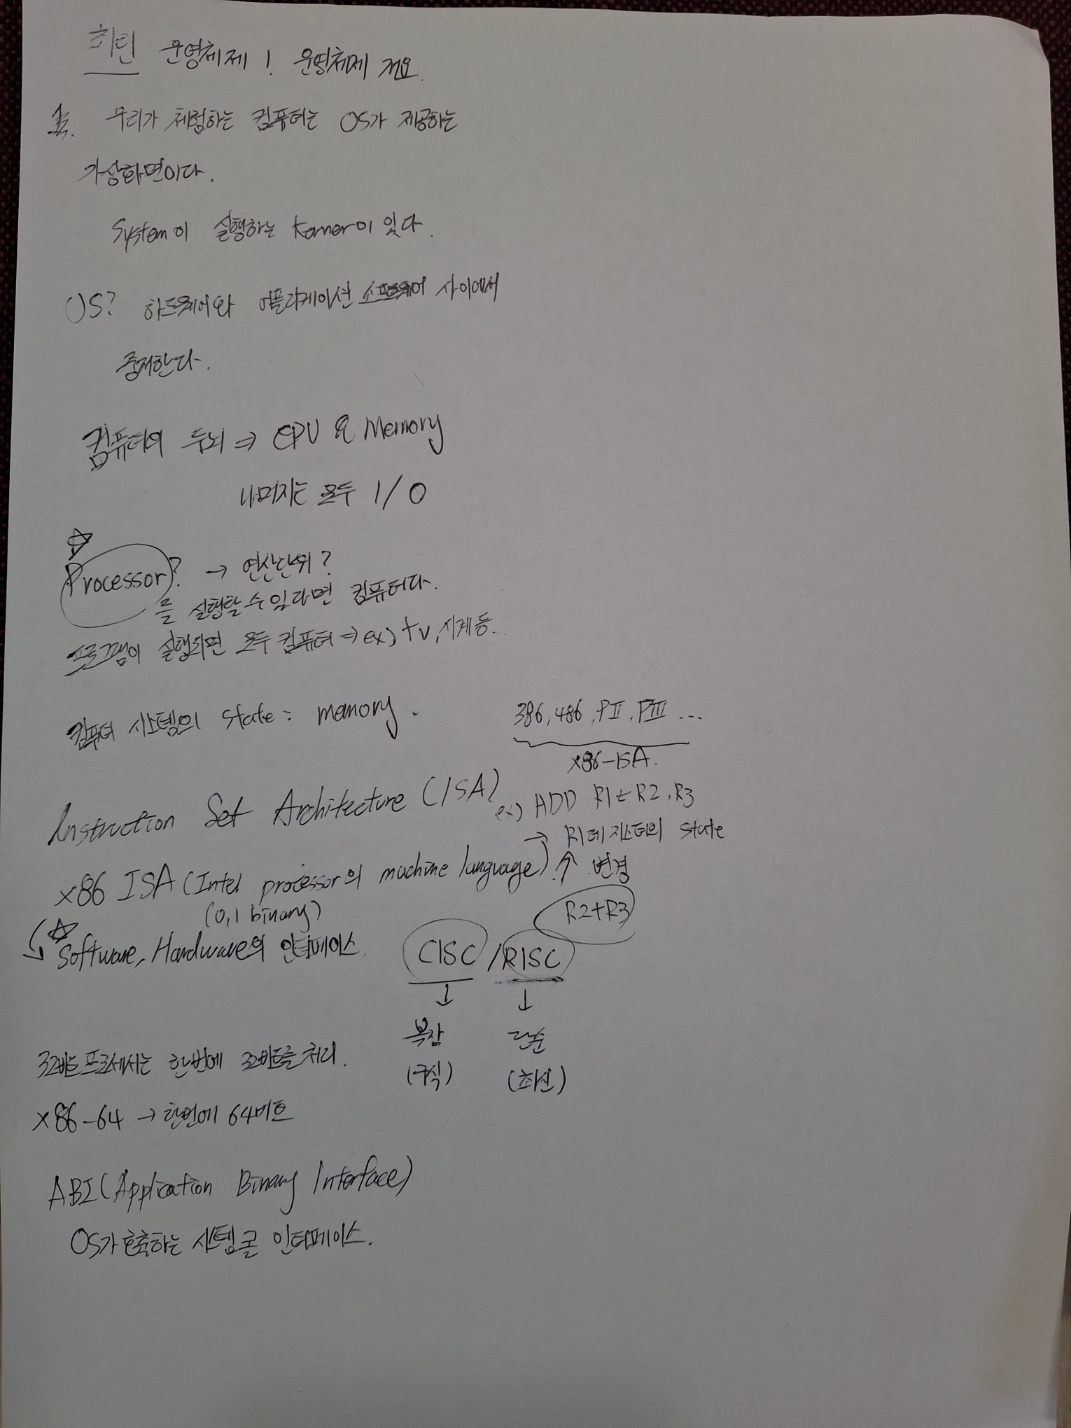 운영체제! 운영체제 개요.
우리가 체험하는 컴퓨터는 OS가 제공하는
가상화면이다.
System이 실행하는 Kerner이 있다.
OS? 하드웨어와 어플리케이션 소프트웨어 사이에서
중재한다.
컴퓨터의 두뇌 ⇒ CPU & Memory
나머지는 모두 I/O
☆
Processor? → 연산단위?
를 실행할 수 있다면 컴퓨터다.
프로그램이 실행되면 모두 컴퓨터 ⇒ ex) tv, 시계 등..
컴퓨터 시스템의 state: memory.
386, 486, PⅡ, PⅢ ...
x86-ISA.
Instruction Set Architecture (ISA)
ex) ADD R1 ← R2, R3
→ R1레지스터의 state
↑ 변경
R2+R3
x86 ISA (Intel processor의 machine language)
(0,1 binary)
☆ Software, Hardware의 인터페이스.
CISC / RISC
↓ ↓
복잡 단순
(구식) (최신)
32비트 프로세서는 한번에 32비트를 처리.
x86-64 → 한번에 64비트
ABI (Application Binary Interface)
OS가 호출하는 시스템 콜 인터페이스.